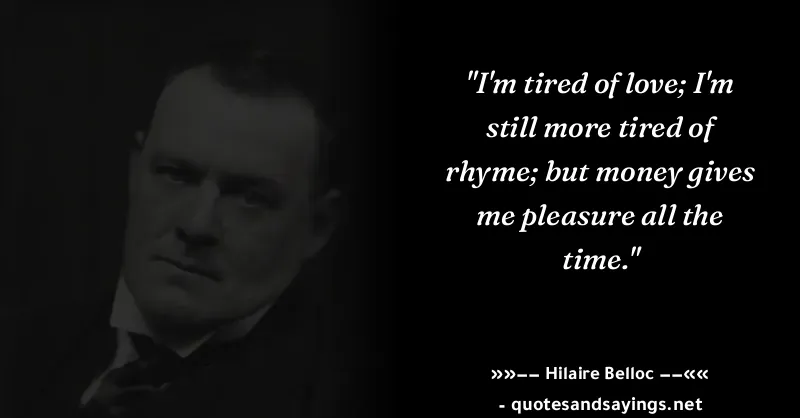 "I'm tired of love; I'm
still more tired of
rhyme; but money gives
me pleasure all the
time."
»»–– Hilaire Belloc ––««
- quotesandsayings.net